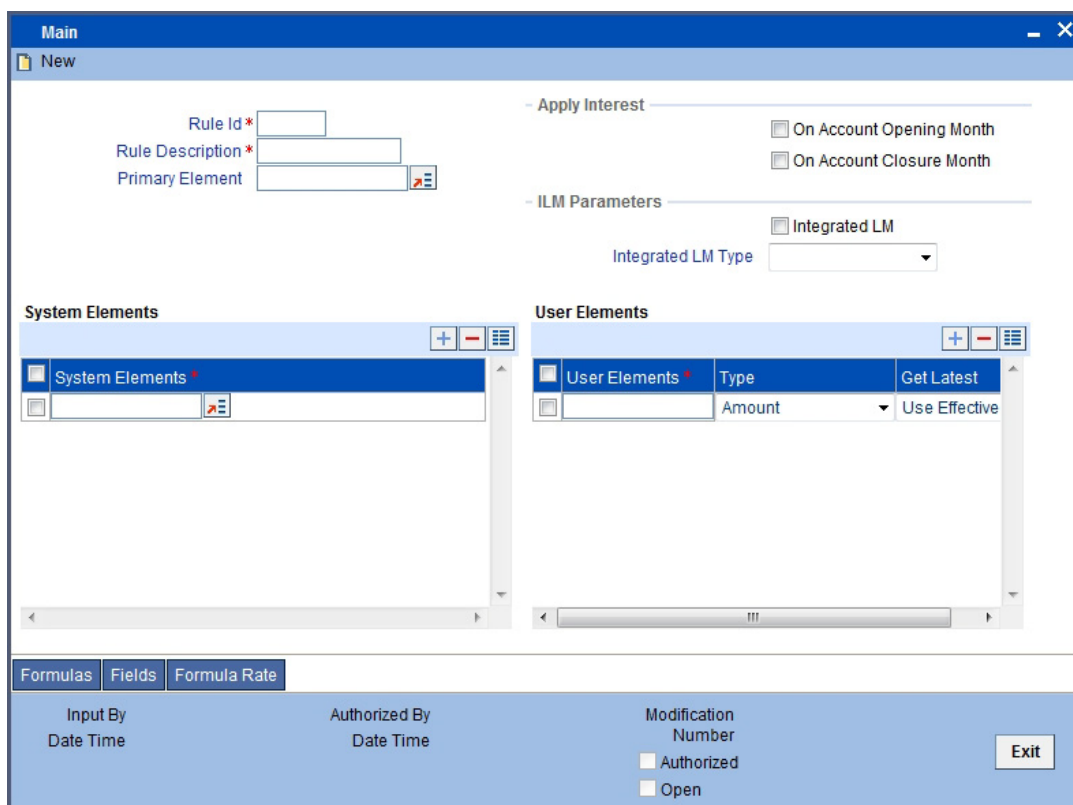 Main
New
Rule Id *
Rule Description *
Primary Element
Apply Interest
On Account Opening Month
On Account Closure Month
ILM Parameters
Integrated LM
Integrated LM Type
System Elements
System Elements *
User Elements
User Elements * Type Get Latest
Amount Use Effective
Formulas Fields Formula Rate
Input By Authorized By Modification
Date Time Date Time Number
Authorized
Open
Exit